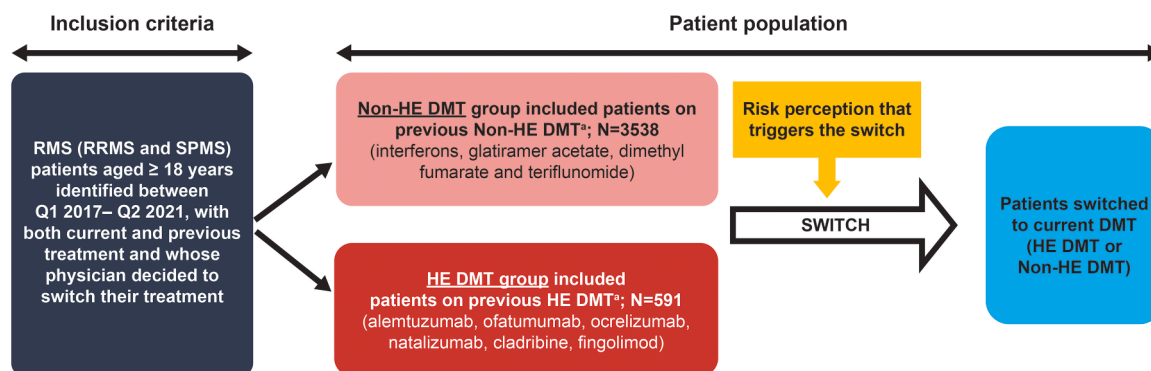 Inclusion criteria
Patient population
RMS (RRMS and SPMS)
patients aged ≥ 18 years
identified between
Q1 2017– Q2 2021, with
both current and previous
treatment and whose
physician decided to
switch their treatment
Non-HE DMT group included patients on
previous Non-HE DMTᵃ; N=3538
(interferons, glatiramer acetate, dimethyl
fumarate and teriflunomide)
HE DMT group included
patients on previous HE DMTᵃ; N=591
(alemtuzumab, ofatumumab, ocrelizumab,
natalizumab, cladribine, fingolimod)
Risk perception that
triggers the switch
SWITCH
Patients switched
to current DMT
(HE DMT or
Non-HE DMT)